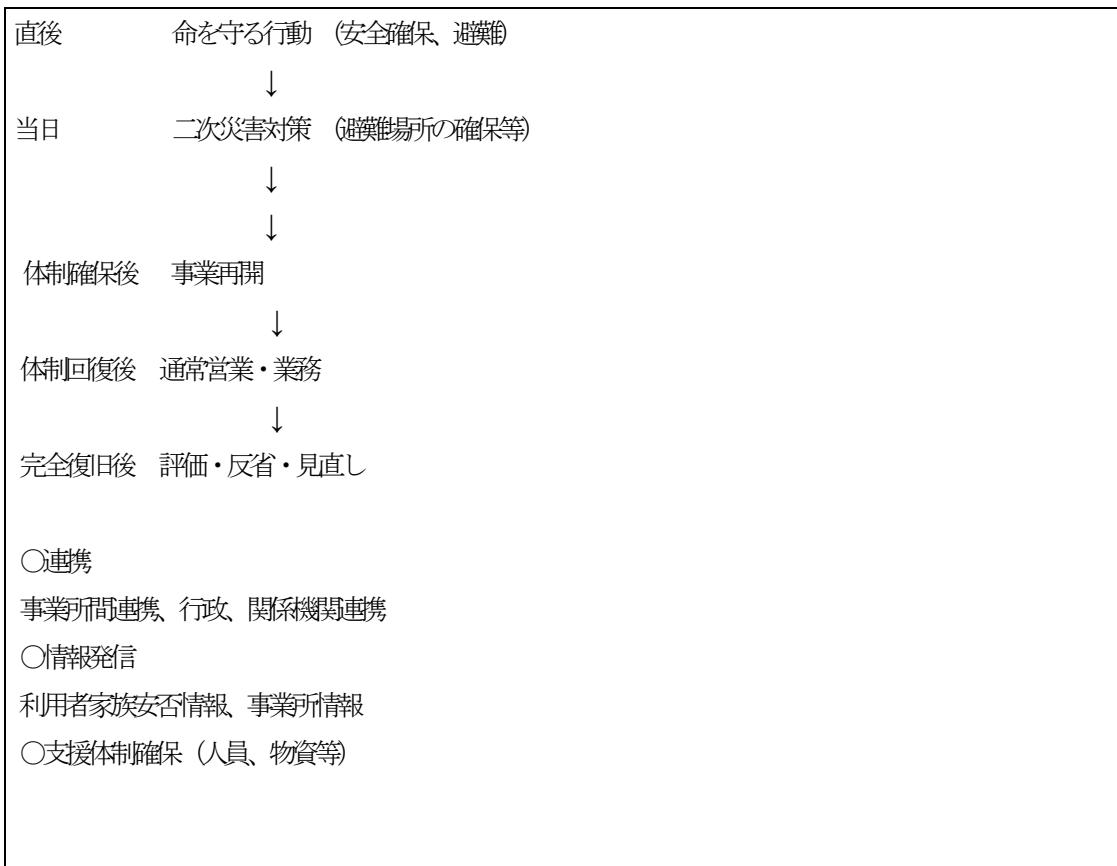 直後　命を守る行動　（安全確保、避難）
↓
当日　二次災害対策　（避難場所の確保等）
↓
↓
体制確保後　事業再開
↓
体制回復後　通常営業・業務
↓
完全復旧後　評価・反省・見直し
○連携
事業所間連携、行政、関係機関連携
○情報発信
利用者家族安否情報、事業所情報
○支援体制確保（人員、物資等）